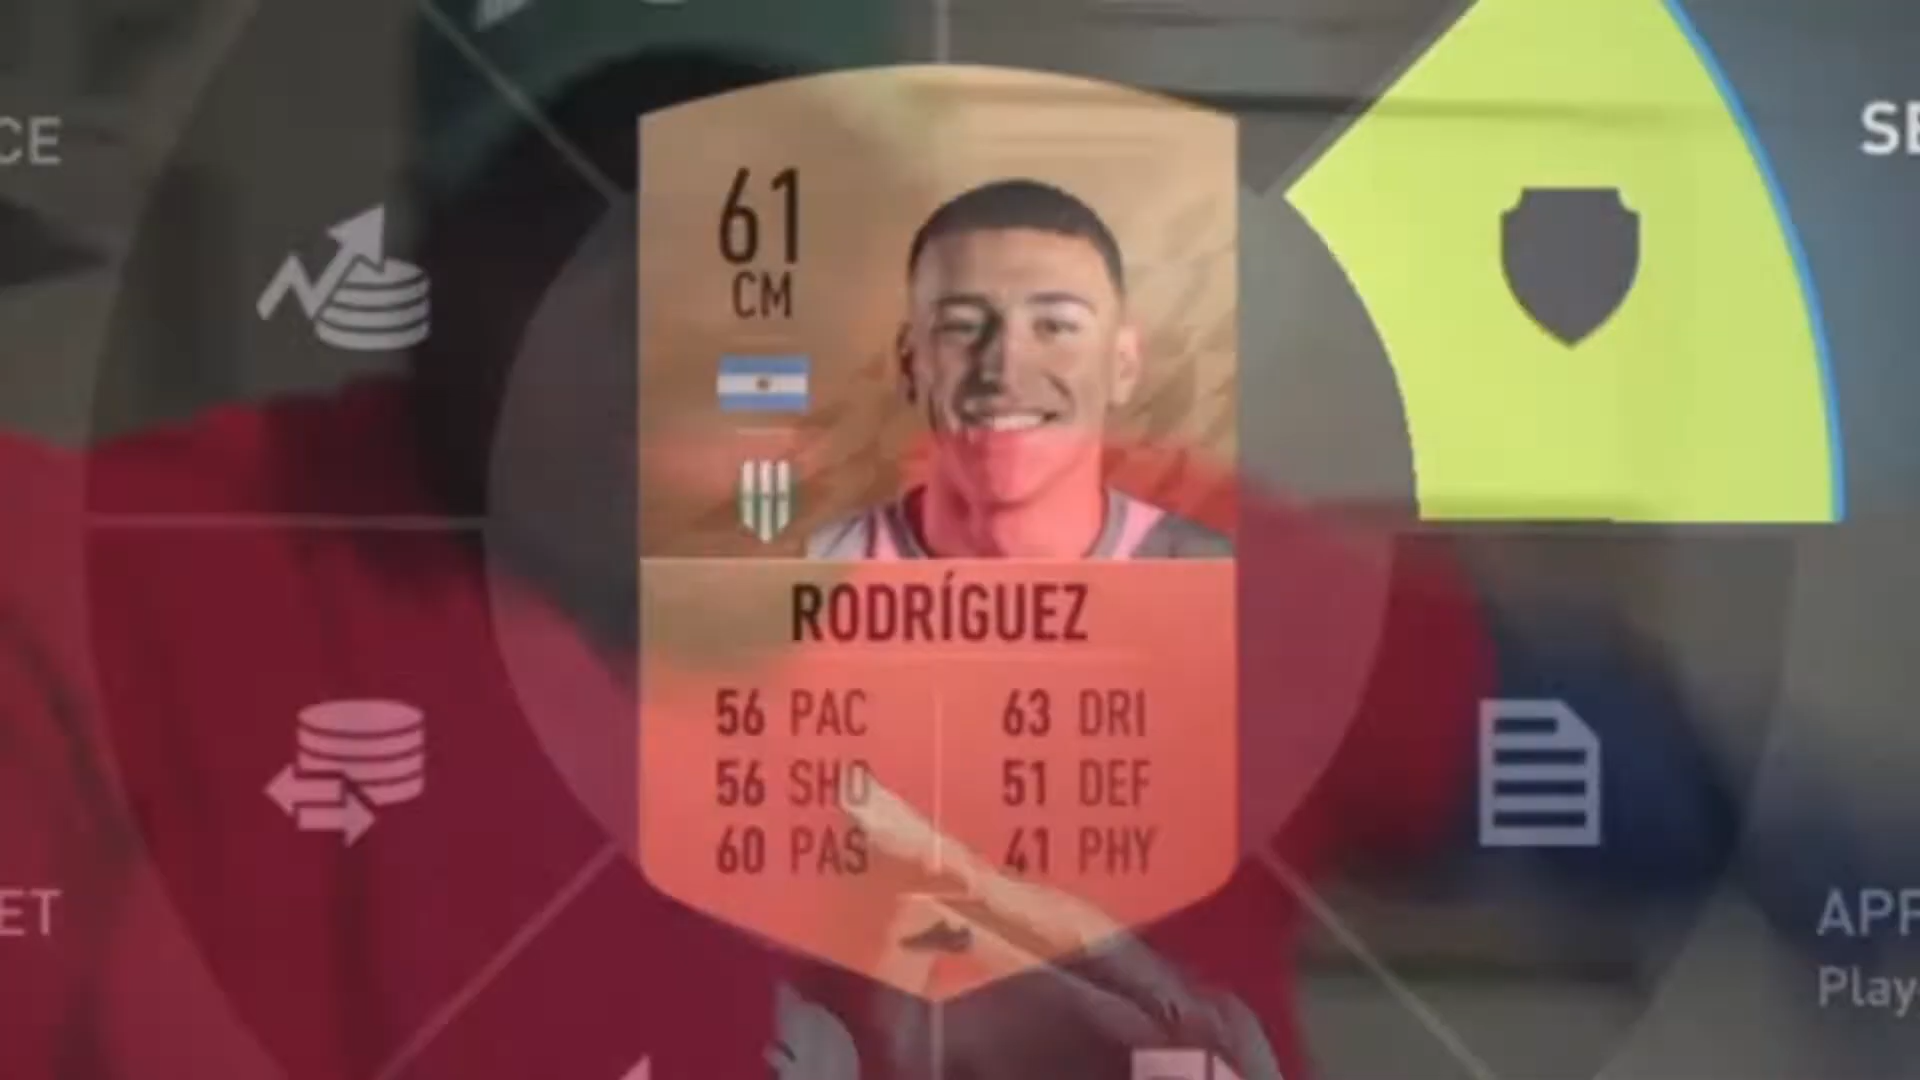 CE
SE
61
CM
RODRÍGUEZ
56 PAC 63 DRI
56 SHO 51 DEF
60 PAS 41 PHY
ET
APP
Play